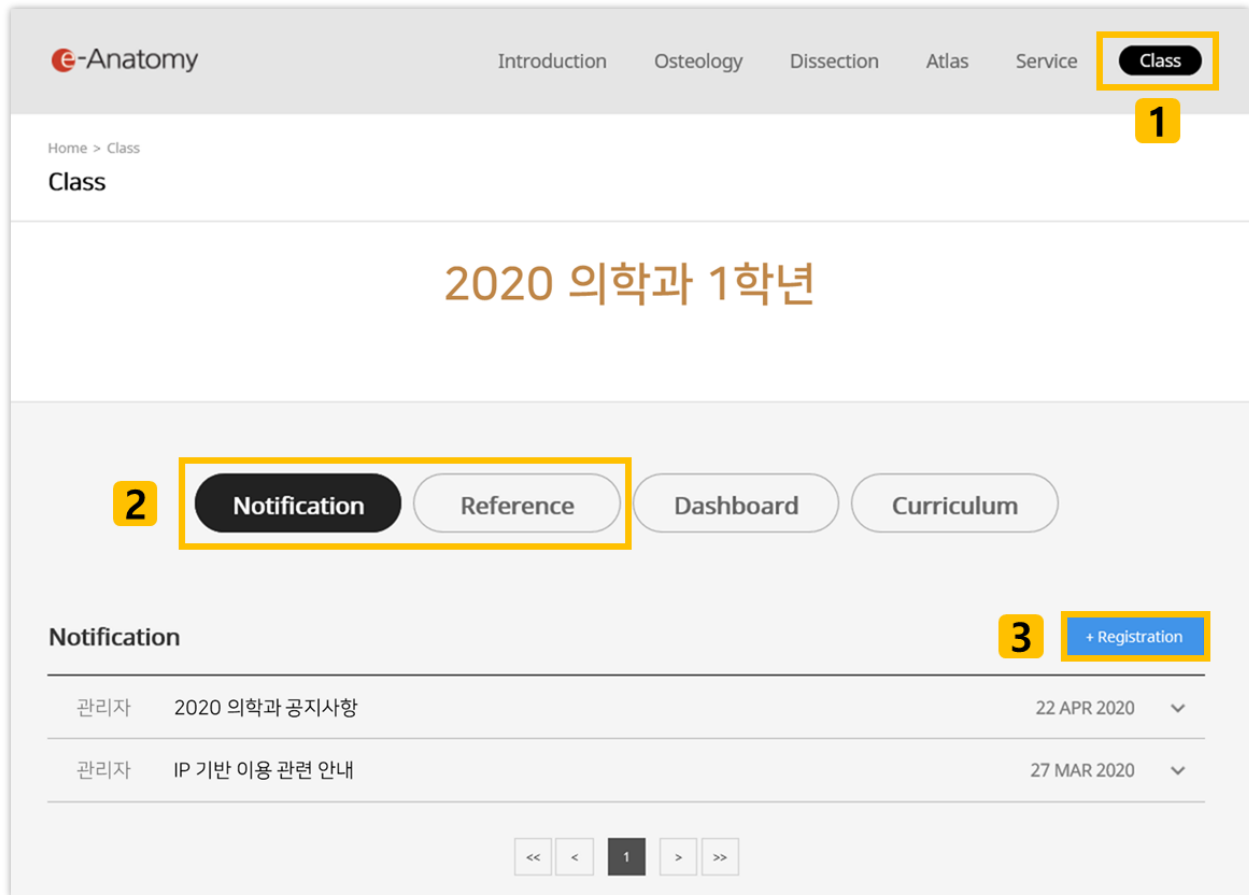 e-Anatomy Introduction Osteology Dissection Atlas Service Class
1
Home > Class
Class
2020 의학과 1학년
2 Notification Reference Dashboard Curriculum
Notification 3 + Registration
관리자 2020 의학과 공지사항 22 APR 2020
관리자 IP 기반 이용 관련 안내 27 MAR 2020
<< < 1 > >>